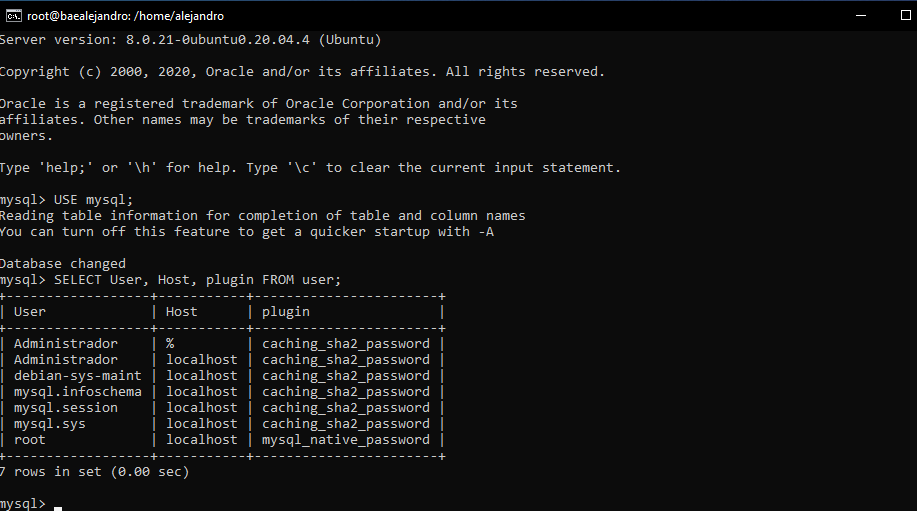 root@baealejandro: /home/alejandro
Server version: 8.0.21-0ubuntu0.20.04.4 (Ubuntu)
Copyright (c) 2000, 2020, Oracle and/or its affiliates. All rights reserved.
Oracle is a registered trademark of Oracle Corporation and/or its
affiliates. Other names may be trademarks of their respective
owners.
Type 'help;' or '\h' for help. Type '\c' to clear the current input statement.
mysql> USE mysql;
Reading table information for completion of table and column names
You can turn off this feature to get a quicker startup with -A
Database changed
mysql> SELECT User, Host, plugin FROM user;
+------------------+-----------+-----------------------+
| User             | Host      | plugin                |
+------------------+-----------+-----------------------+
| Administrador    | %         | caching_sha2_password |
| Administrador    | localhost | caching_sha2_password |
| debian-sys-maint | localhost | caching_sha2_password |
| mysql.infoschema | localhost | caching_sha2_password |
| mysql.session    | localhost | caching_sha2_password |
| mysql.sys        | localhost | caching_sha2_password |
| root             | localhost | mysql_native_password |
+------------------+-----------+-----------------------+
7 rows in set (0.00 sec)
mysql>